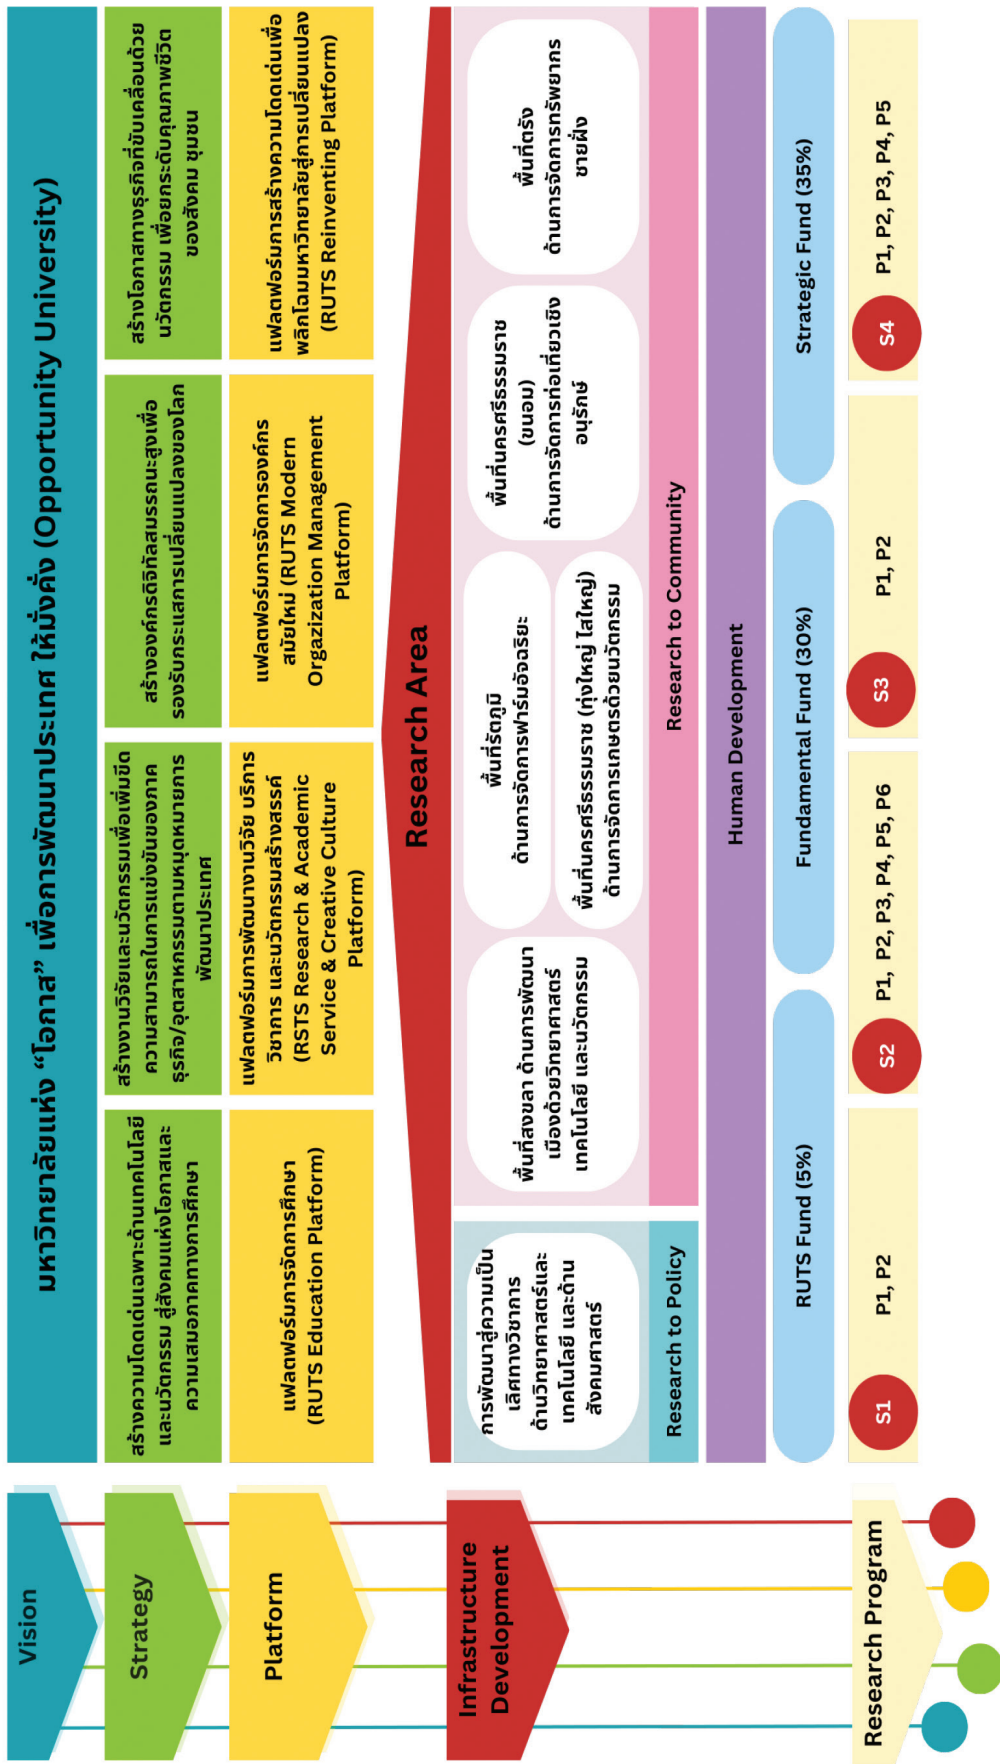 Vision
มหาวิทยาลัยแห่ง “โอกาส” เพื่อการพัฒนาประเทศ ให้มั่งคั่ง (Opportunity University)
Strategy
สร้างความโดดเด่นเฉพาะด้านเทคโนโลยี
และนวัตกรรม สู่สังคมแห่งโอกาสและ
ความเสมอภาคทางการศึกษา
สร้างงานวิจัยและนวัตกรรมเพื่อเพิ่มขีด
ความสามารถในการแข่งขันของภาค
ธุรกิจ/อุตสาหกรรมตามหมุดหมายการ
พัฒนาประเทศ
สร้างองค์กรดิจิทัลสมรรถนะสูงเพื่อ
รองรับกระแสการเปลี่ยนแปลงของโลก
สร้างโอกาสทางธุรกิจที่ขับเคลื่อนด้วย
นวัตกรรม เพื่อยกระดับคุณภาพชีวิต
ของสังคม ชุมชน
Platform
แฟลตฟอร์มการจัดการศึกษา
(RUTS Education Platform)
แฟลตฟอร์มการพัฒนางานวิจัย บริการ
วิชาการ และนวัตกรรมสร้างสรรค์
(RSTS Research & Academic
Service & Creative Culture
Platform)
แฟลตฟอร์มการจัดการองค์กร
สมัยใหม่ (RUTS Modern
Orgazization Management
Platform)
แฟลตฟอร์มการสร้างความโดดเด่นเพื่อ
พลิกโฉมมหาวิทยาลัยสู่การเปลี่ยนแปลง
(RUTS Reinventing Platform)
Infrastructure
Development
Research Area
การพัฒนาสู่ความเป็น
เลิศทางวิชาการ
ด้านวิทยาศาสตร์และ
เทคโนโลยี และด้าน
สังคมศาสตร์
พื้นที่สงขลา ด้านการพัฒนา
เมืองด้วยวิทยาศาสตร์
เทคโนโลยี และนวัตกรรม
พื้นที่รัตภูมิ
ด้านการจัดการฟาร์มอัจฉริยะ
พื้นที่นครศรีธรรมราช (ทุ่งใหญ่ ไสใหญ่)
ด้านการจัดการเกษตรด้วยนวัตกรรม
พื้นที่นครศรีธรรมราช
(ขนอม)
ด้านการจัดการท่อเที่ยวเชิง
อนุรักษ์
พื้นที่ตรัง
ด้านการจัดการทรัพยากร
ชายฝั่ง
Research to Policy
Research to Community
Human Development
RUTS Fund (5%)
Fundamental Fund (30%)
Strategic Fund (35%)
Research Program
S1
P1, P2
S2
P1, P2, P3, P4, P5, P6
S3
P1, P2
S4
P1, P2, P3, P4, P5